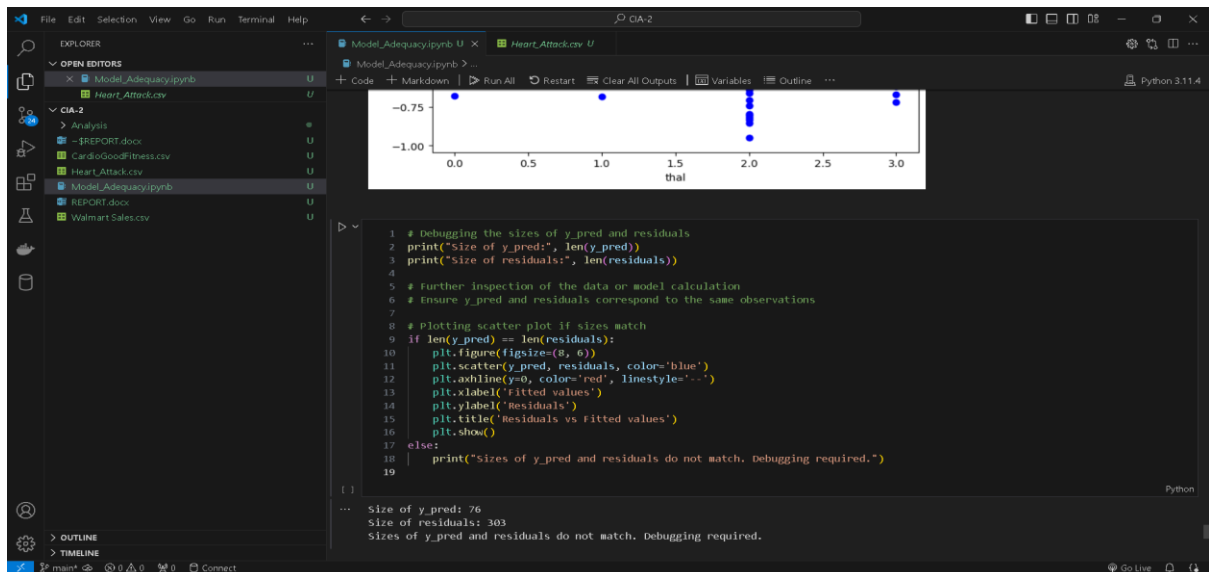 File Edit Selection View Go Run Terminal Help
CIA-2
EXPLORER
OPEN EDITORS
Model_Adequacy.ipynb U
Heart_Attack.csv U
CIA-2
Analysis
~$REPORT.docx U
CardioGoodFitness.csv U
Heart_Attack.csv U
Model_Adequacy.ipynb U
REPORT.docx U
Walmart Sales.csv U
OUTLINE
TIMELINE
24
Model_Adequacy.ipynb U
Heart_Attack.csv U
Model_Adequacy.ipynb > ...
+ Code + Markdown | Run All Restart Clear All Outputs | Variables Outline ...
Python 3.11.4
−0.75
−1.00
0.0 0.5 1.0 1.5 2.0 2.5 3.0
thal
1 # Debugging the sizes of y_pred and residuals
2 print("Size of y_pred:", len(y_pred))
3 print("Size of residuals:", len(residuals))
4
5 # Further inspection of the data or model calculation
6 # Ensure y_pred and residuals correspond to the same observations
7
8 # Plotting scatter plot if sizes match
9 if len(y_pred) == len(residuals):
10 plt.figure(figsize=(8, 6))
11 plt.scatter(y_pred, residuals, color='blue')
12 plt.axhline(y=0, color='red', linestyle='--')
13 plt.xlabel('Fitted values')
14 plt.ylabel('Residuals')
15 plt.title('Residuals vs Fitted values')
16 plt.show()
17 else:
18 print("Sizes of y_pred and residuals do not match. Debugging required.")
19
[ ]
Python
... Size of y_pred: 76
Size of residuals: 303
Sizes of y_pred and residuals do not match. Debugging required.
main* 0 0 0 0 Connect
Go Live